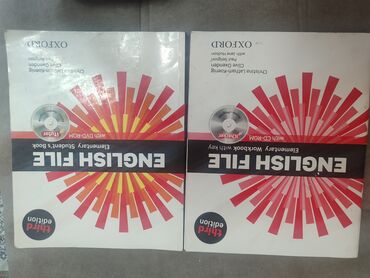 third
edition
ENGLISH FILE
Elementary Student's Book
with DVD-ROM
iTutor
Christina Latham-Koenig
Clive Oxenden
Paul Seligson
OXFORD
third
edition
ENGLISH FILE
Elementary Workbook with key
with CD-ROM
iChecker
Christina Latham-Koenig
Clive Oxenden
Paul Seligson
with Jane Hudson
OXFORD